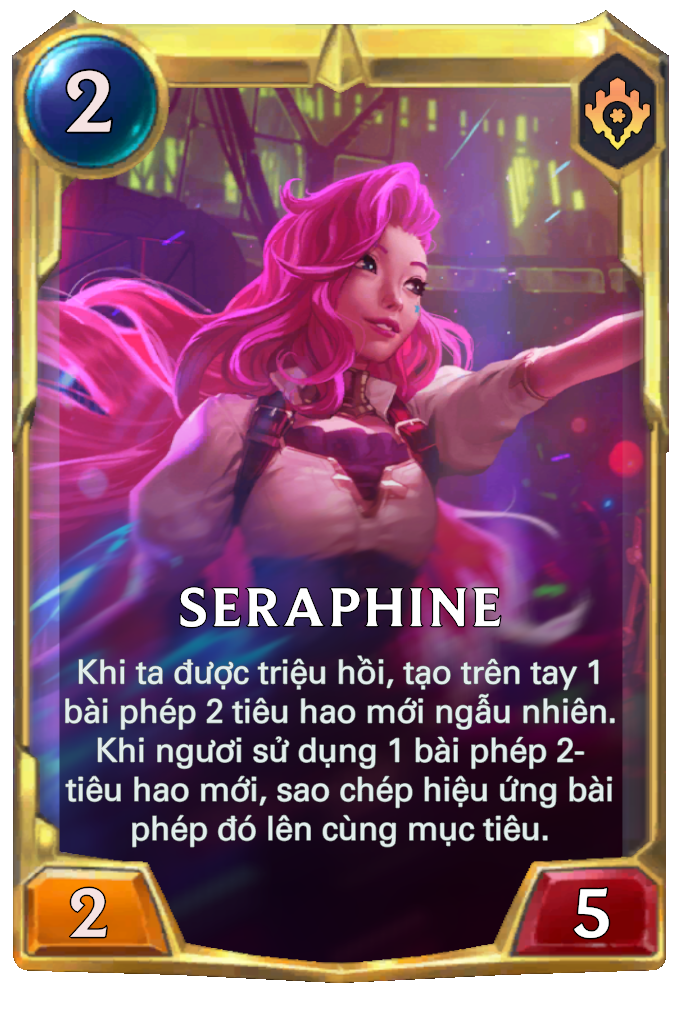 2
SERAPHINE
Khi ta được triệu hồi, tạo trên tay 1
bài phép 2 tiêu hao mới ngẫu nhiên.
Khi ngươi sử dụng 1 bài phép 2-
tiêu hao mới, sao chép hiệu ứng bài
phép đó lên cùng mục tiêu.
2
5